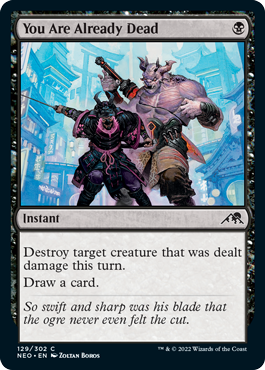 You Are Already Dead
Instant
Destroy target creature that was dealt
damage this turn.
Draw a card.
So swift and sharp was his blade that
the ogre never even felt the cut.
129/302 C
NEO • EN ZOLTAN BOROS
™ & © 2022 Wizards of the Coast